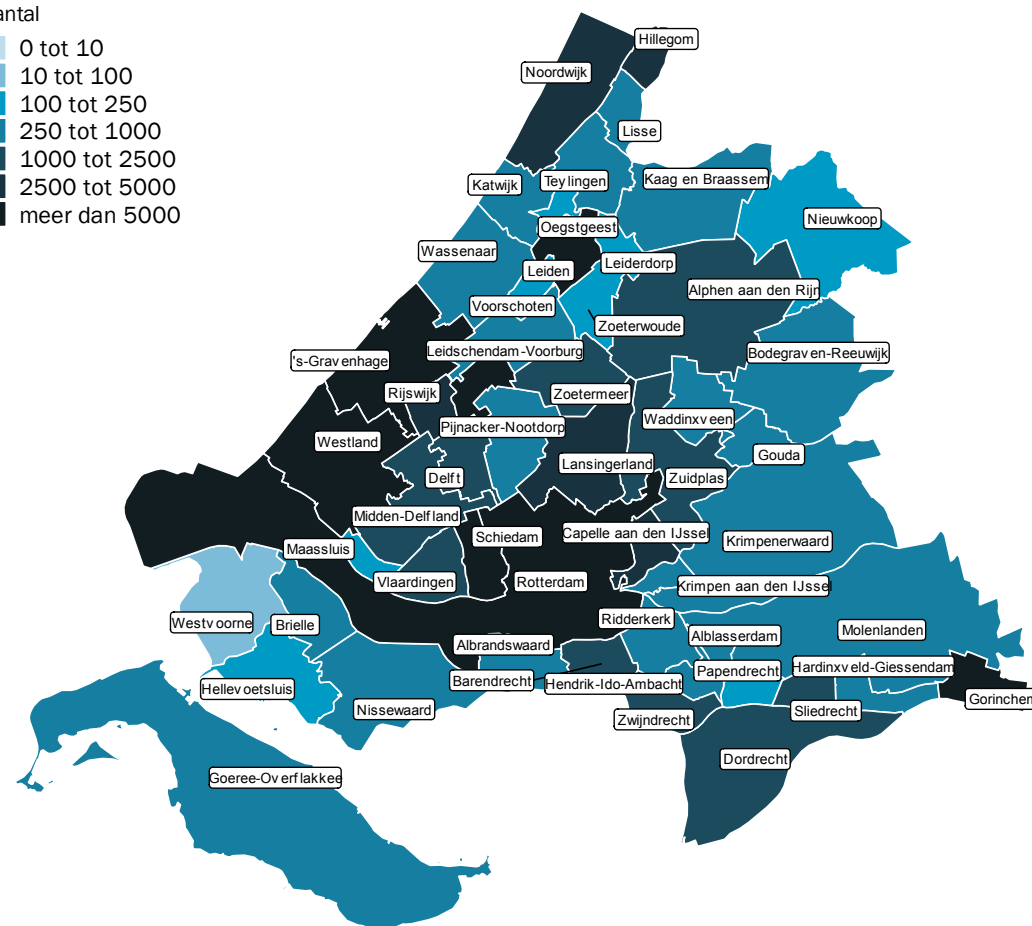 antal
0 tot 10
10 tot 100
100 tot 250
250 tot 1000
1000 tot 2500
2500 tot 5000
meer dan 5000
Hillegom
Noordwijk
Lisse
Kaag en Braassem
Teylingen
Katwijk
Nieuwkoop
Oegstgeest
Wassenaar
Leiderdorp
Leiden
Alphen aan den Rijn
Voorschoten
Zoeterwoude
Leidschendam-Voorburg
Bodegraven-Reeuwijk
's-Gravenhage
Rijswijk
Zoetermeer
Waddinxveen
Pijnacker-Nootdorp
Westland
Gouda
Lansingerland
Delft
Zuidplas
Midden-Delfland
Capelle aan den IJssel
Schiedam
Krimpenerwaard
Maassluis
Vlaardingen
Rotterdam
Krimpen aan den IJssel
Ridderkerk
Westvoorne
Brielle
Molenlanden
Alblasserdam
Albrandswaard
Hardinxveld-Giessendam
Papendrecht
Barendrecht
Hendrik-Ido-Ambacht
Hellevoetsluis
Gorinchem
Nissewaard
Sliedrecht
Zwijndrecht
Dordrecht
Goeree-Overflakkee